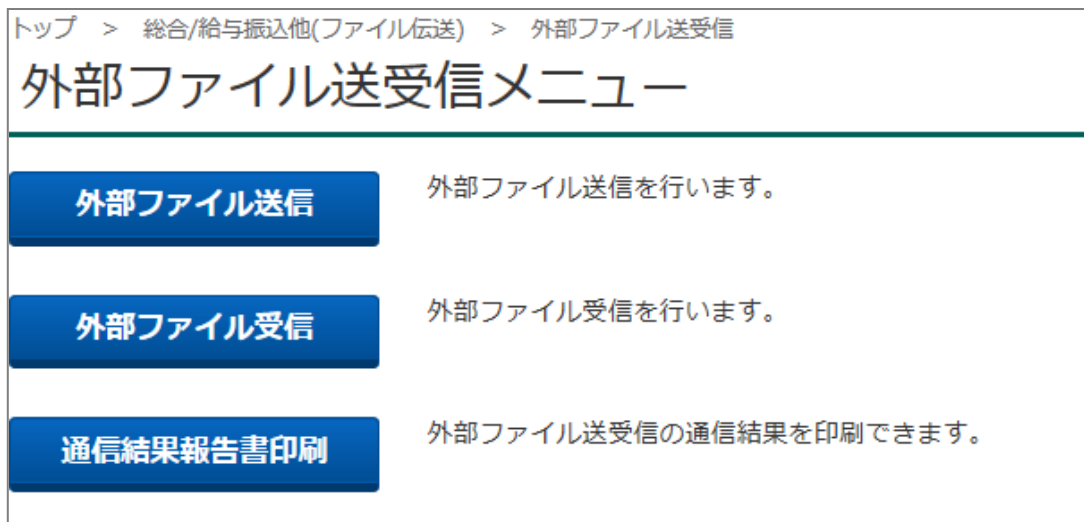 トップ > 総合/給与振込他(ファイル伝送) > 外部ファイル送受信
外部ファイル送受信メニュー
外部ファイル送信
外部ファイル送信を行います。
外部ファイル受信
外部ファイル受信を行います。
通信結果報告書印刷
外部ファイル送受信の通信結果を印刷できます。